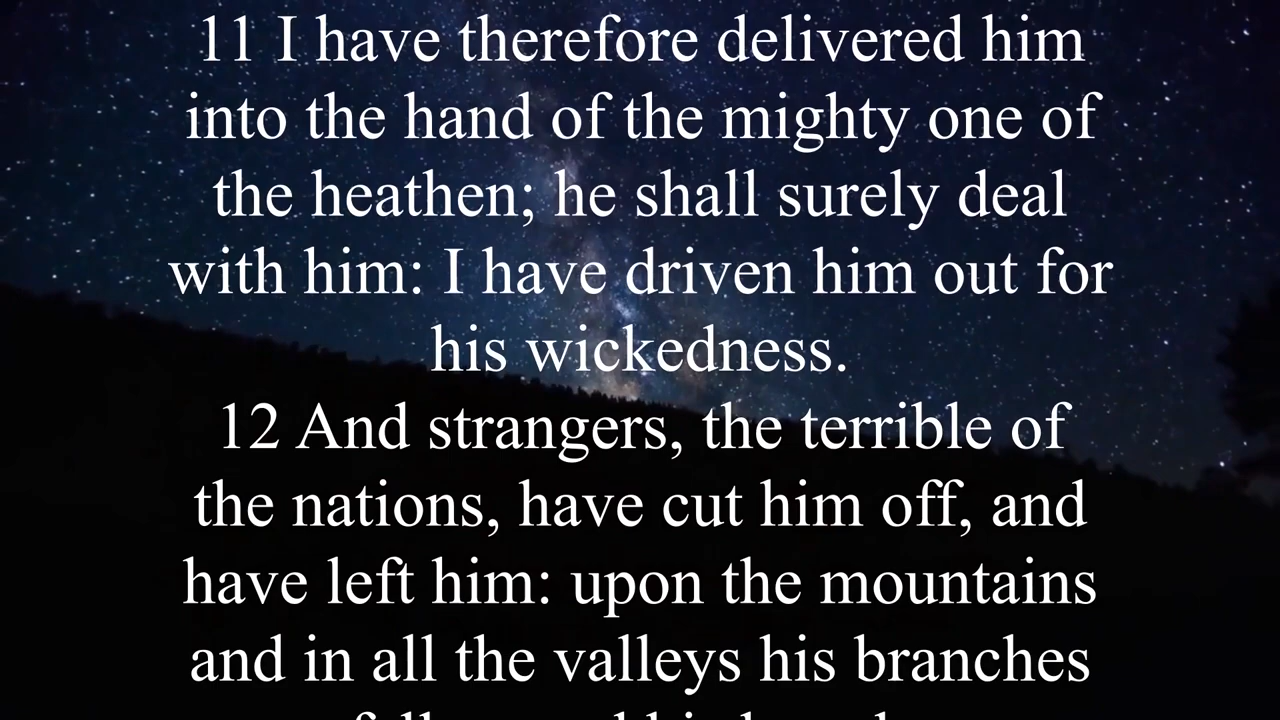 11 I have therefore delivered him
into the hand of the mighty one of
the heathen; he shall surely deal
with him: I have driven him out for
his wickedness.
12 And strangers, the terrible of
the nations, have cut him off, and
have left him: upon the mountains
and in all the valleys his branches